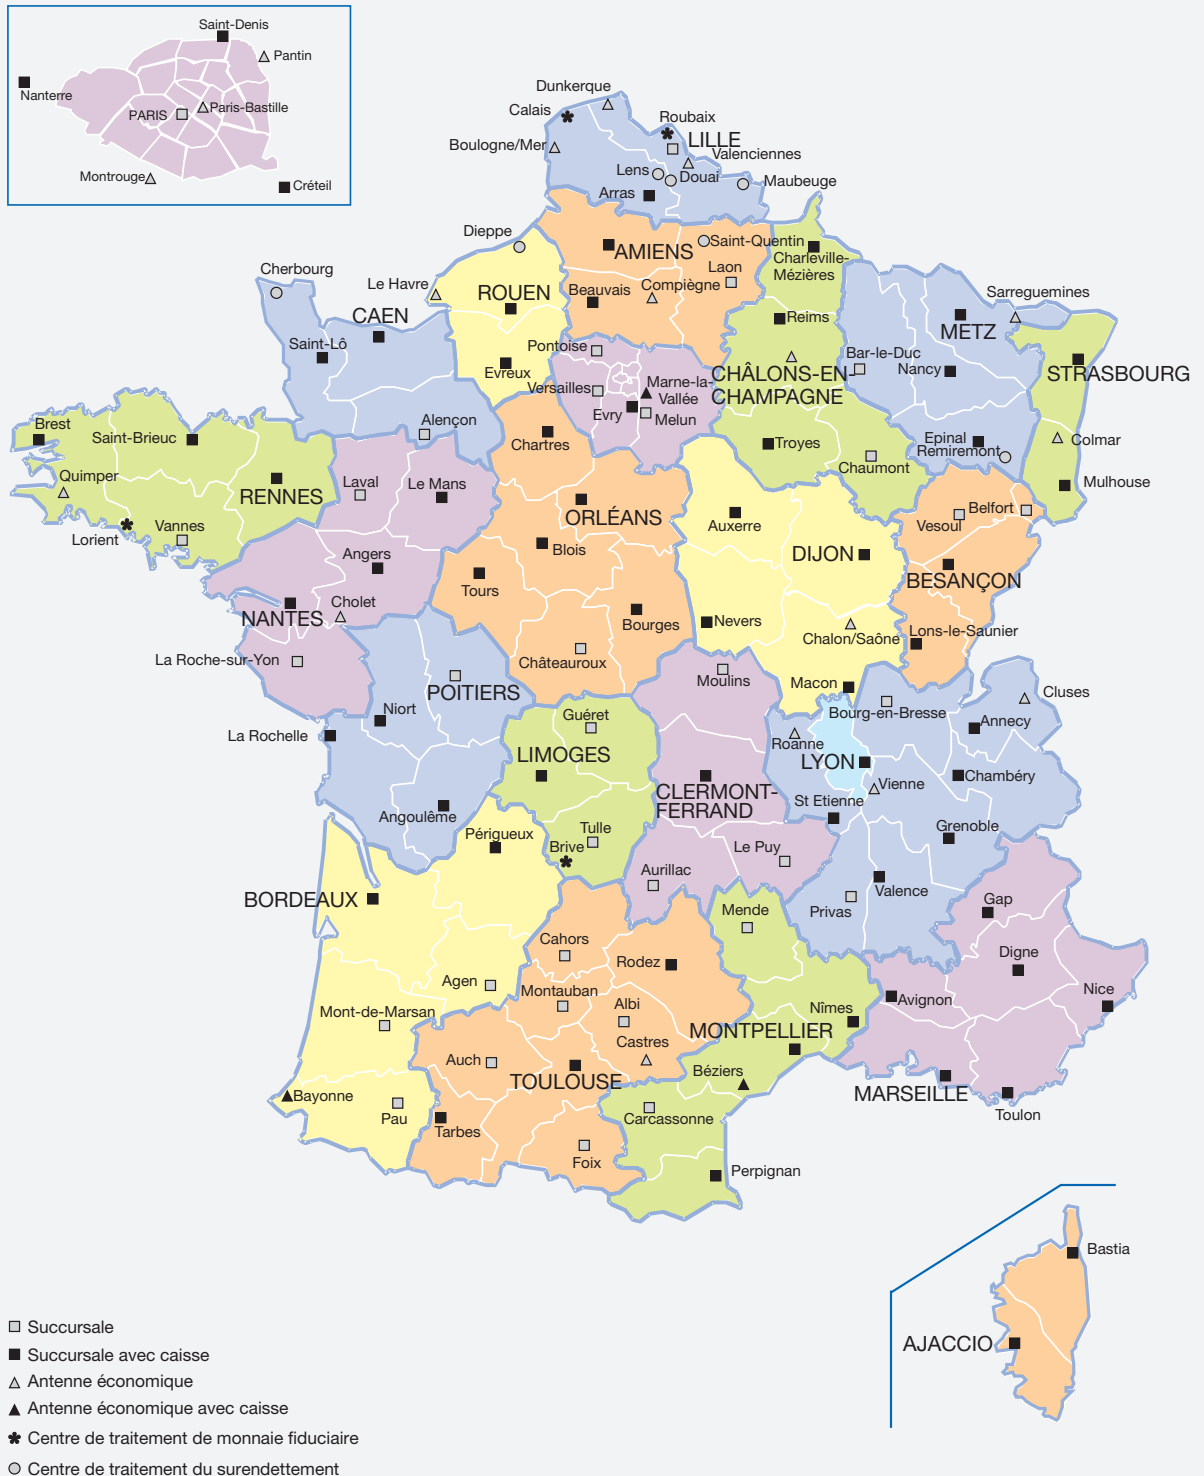 Saint-Denis
Pantin
Nanterre
PARIS
Paris-Bastille
Montrouge
Créteil
Dunkerque
Calais
Roubaix
LILLE
Boulogne/Mer
Valenciennes
Lens
Douai
Maubeuge
Arras
Dieppe
Saint-Quentin
AMIENS
Charleville-
Mézières
Laon
Cherbourg
Le Havre
ROUEN
Beauvais
Compiègne
Sarreguemines
CAEN
Reims
METZ
Saint-Lô
Pontoise
Bar-le-Duc
Nancy
Evreux
CHÂLONS-EN-
CHAMPAGNE
STRASBOURG
Versailles
Marne-la-
Vallée
Evry
Melun
Alençon
Brest
Saint-Brieuc
Chartres
Troyes
Epinal
Remiremont
Colmar
Chaumont
Quimper
RENNES
Laval
Le Mans
Mulhouse
Lorient
Vannes
ORLÉANS
Auxerre
Vesoul
Belfort
Angers
Blois
DIJON
BESANÇON
Tours
NANTES
Cholet
Bourges
Nevers
Chalon/Saône
Lons-le-Saunier
La Roche-sur-Yon
Châteauroux
POITIERS
Moulins
Macon
Cluses
Niort
Guéret
Bourg-en-Bresse
Annecy
La Rochelle
Roanne
LIMOGES
LYON
Chambéry
CLERMONT-
FERRAND
Vienne
St Etienne
Angoulême
Périgueux
Tulle
Brive
Grenoble
Le Puy
Aurillac
Valence
BORDEAUX
Privas
Gap
Mende
Cahors
Rodez
Digne
Agen
Montauban
Albi
Avignon
Nice
Mont-de-Marsan
Nîmes
MONTPELLIER
Castres
Auch
TOULOUSE
Béziers
MARSEILLE
Bayonne
Pau
Tarbes
Carcassonne
Toulon
Foix
Perpignan
Bastia
AJACCIO
Succursale
Succursale avec caisse
Antenne économique
Antenne économique avec caisse
Centre de traitement de monnaie fiduciaire
Centre de traitement du surendettement